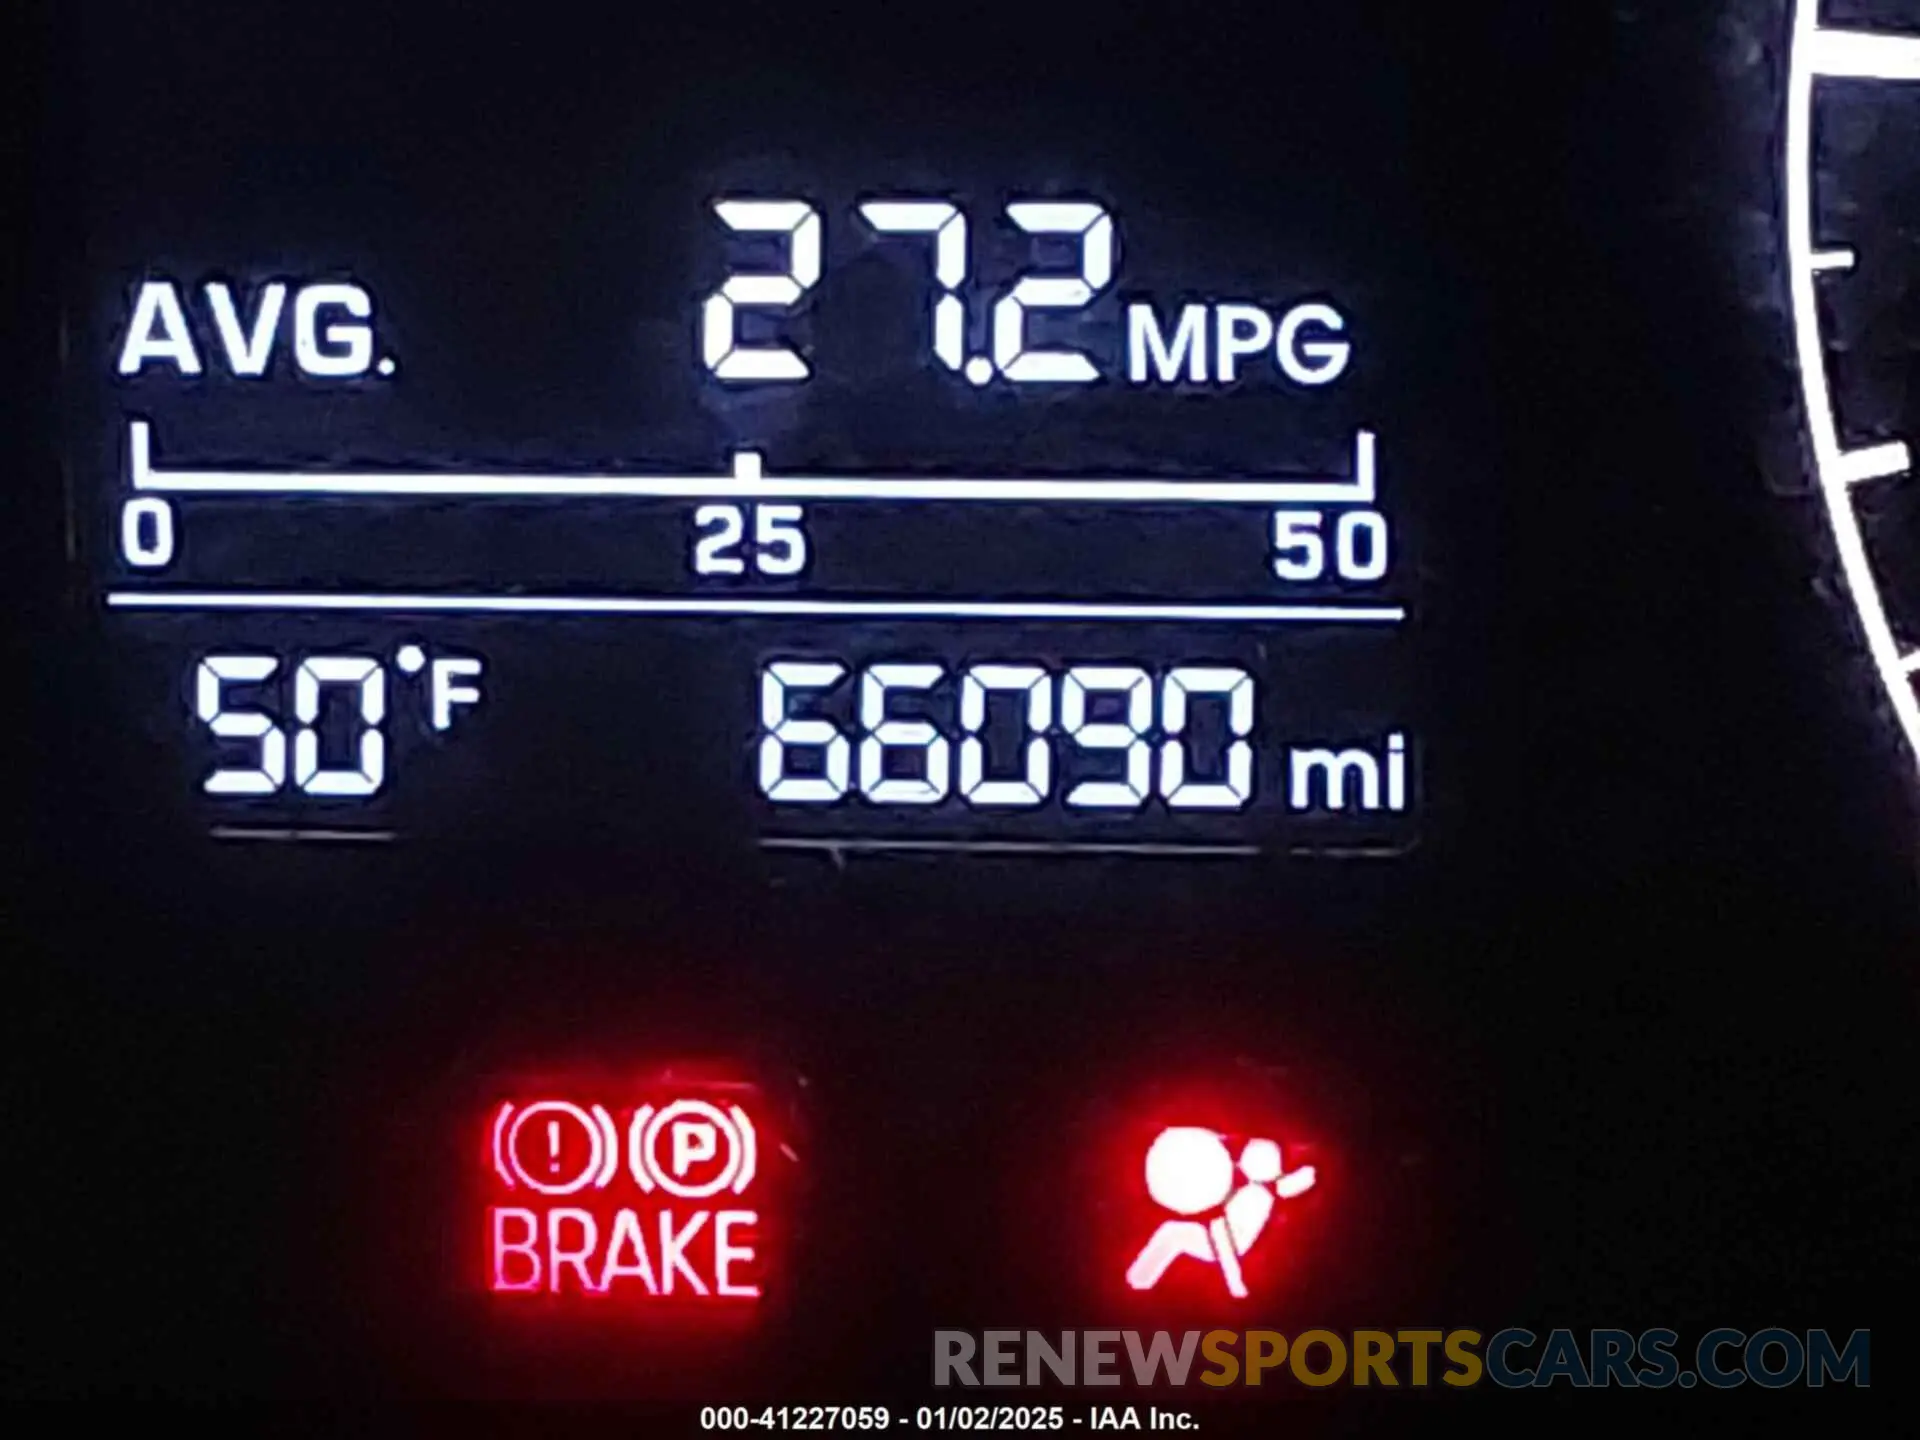 AVG. 27.2 MPG
0 25 50
50°F 66090 mi
! P
BRAKE
RENEWSPORTSCARS.COM
000-41227059 - 01/02/2025 - IAA Inc.